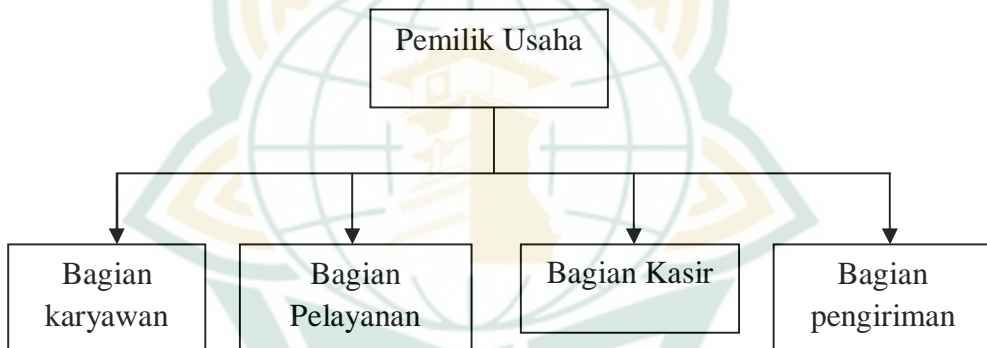 Pemilik Usaha
Bagian
karyawan
Bagian
Pelayanan
Bagian Kasir
Bagian
pengiriman